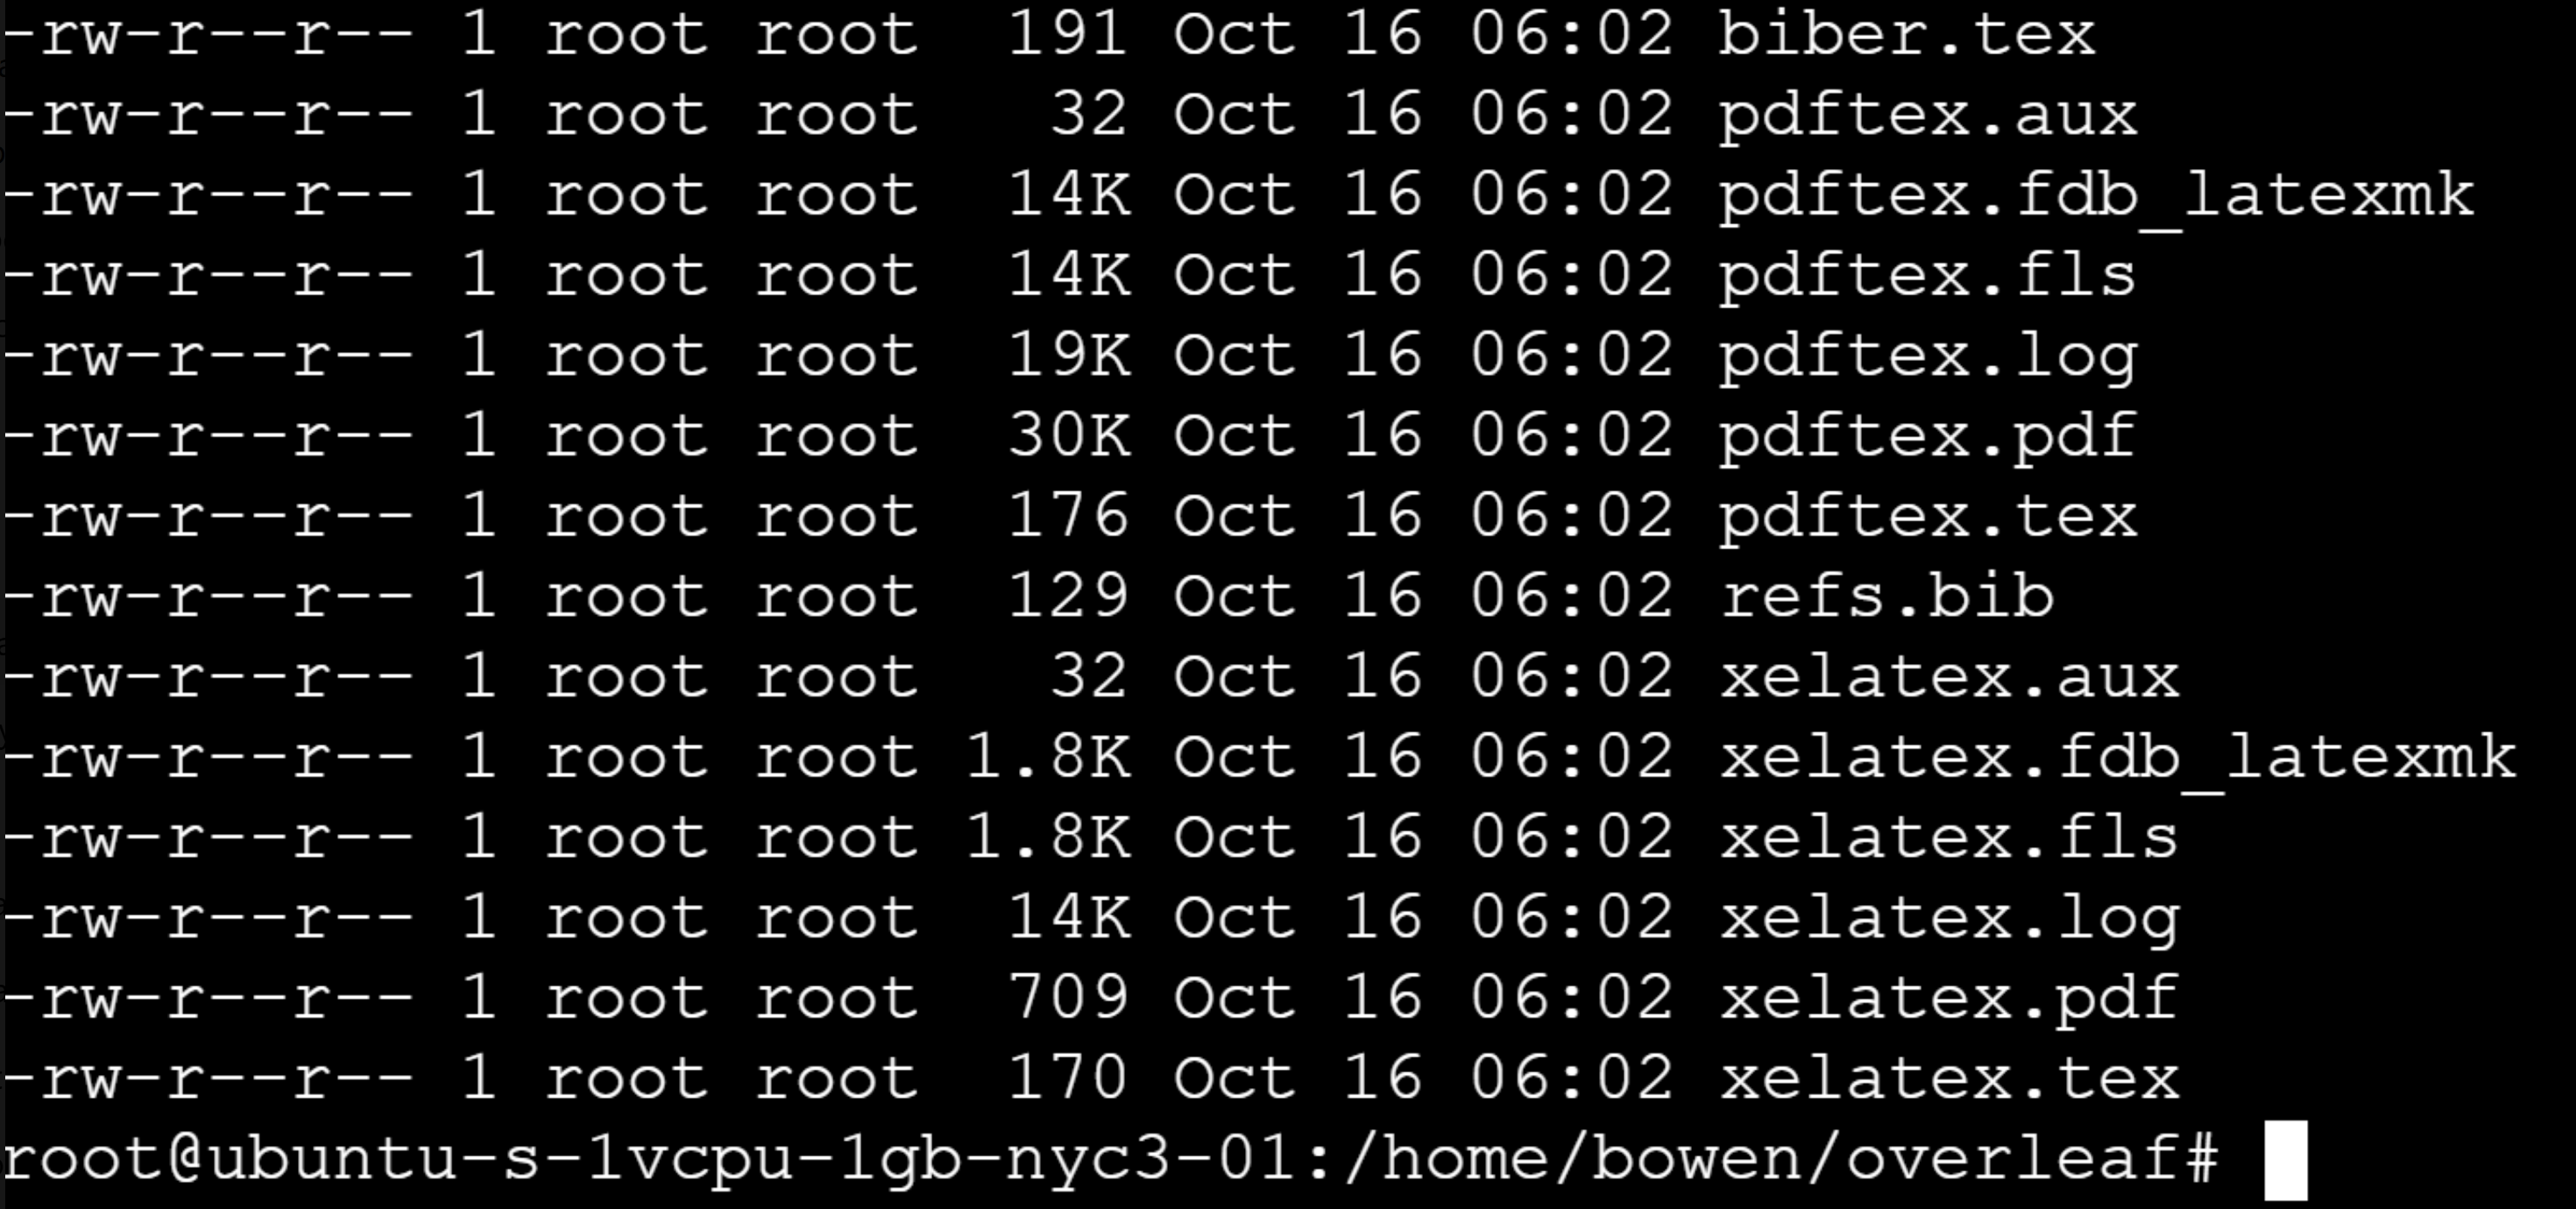 -rw-r--r-- 1 root root  191 Oct 16 06:02 biber.tex
-rw-r--r-- 1 root root   32 Oct 16 06:02 pdftex.aux
-rw-r--r-- 1 root root  14K Oct 16 06:02 pdftex.fdb_latexmk
-rw-r--r-- 1 root root  14K Oct 16 06:02 pdftex.fls
-rw-r--r-- 1 root root  19K Oct 16 06:02 pdftex.log
-rw-r--r-- 1 root root  30K Oct 16 06:02 pdftex.pdf
-rw-r--r-- 1 root root  176 Oct 16 06:02 pdftex.tex
-rw-r--r-- 1 root root  129 Oct 16 06:02 refs.bib
-rw-r--r-- 1 root root   32 Oct 16 06:02 xelatex.aux
-rw-r--r-- 1 root root 1.8K Oct 16 06:02 xelatex.fdb_latexmk
-rw-r--r-- 1 root root 1.8K Oct 16 06:02 xelatex.fls
-rw-r--r-- 1 root root  14K Oct 16 06:02 xelatex.log
-rw-r--r-- 1 root root  709 Oct 16 06:02 xelatex.pdf
-rw-r--r-- 1 root root  170 Oct 16 06:02 xelatex.tex
root@ubuntu-s-1vcpu-1gb-nyc3-01:/home/bowen/overleaf#